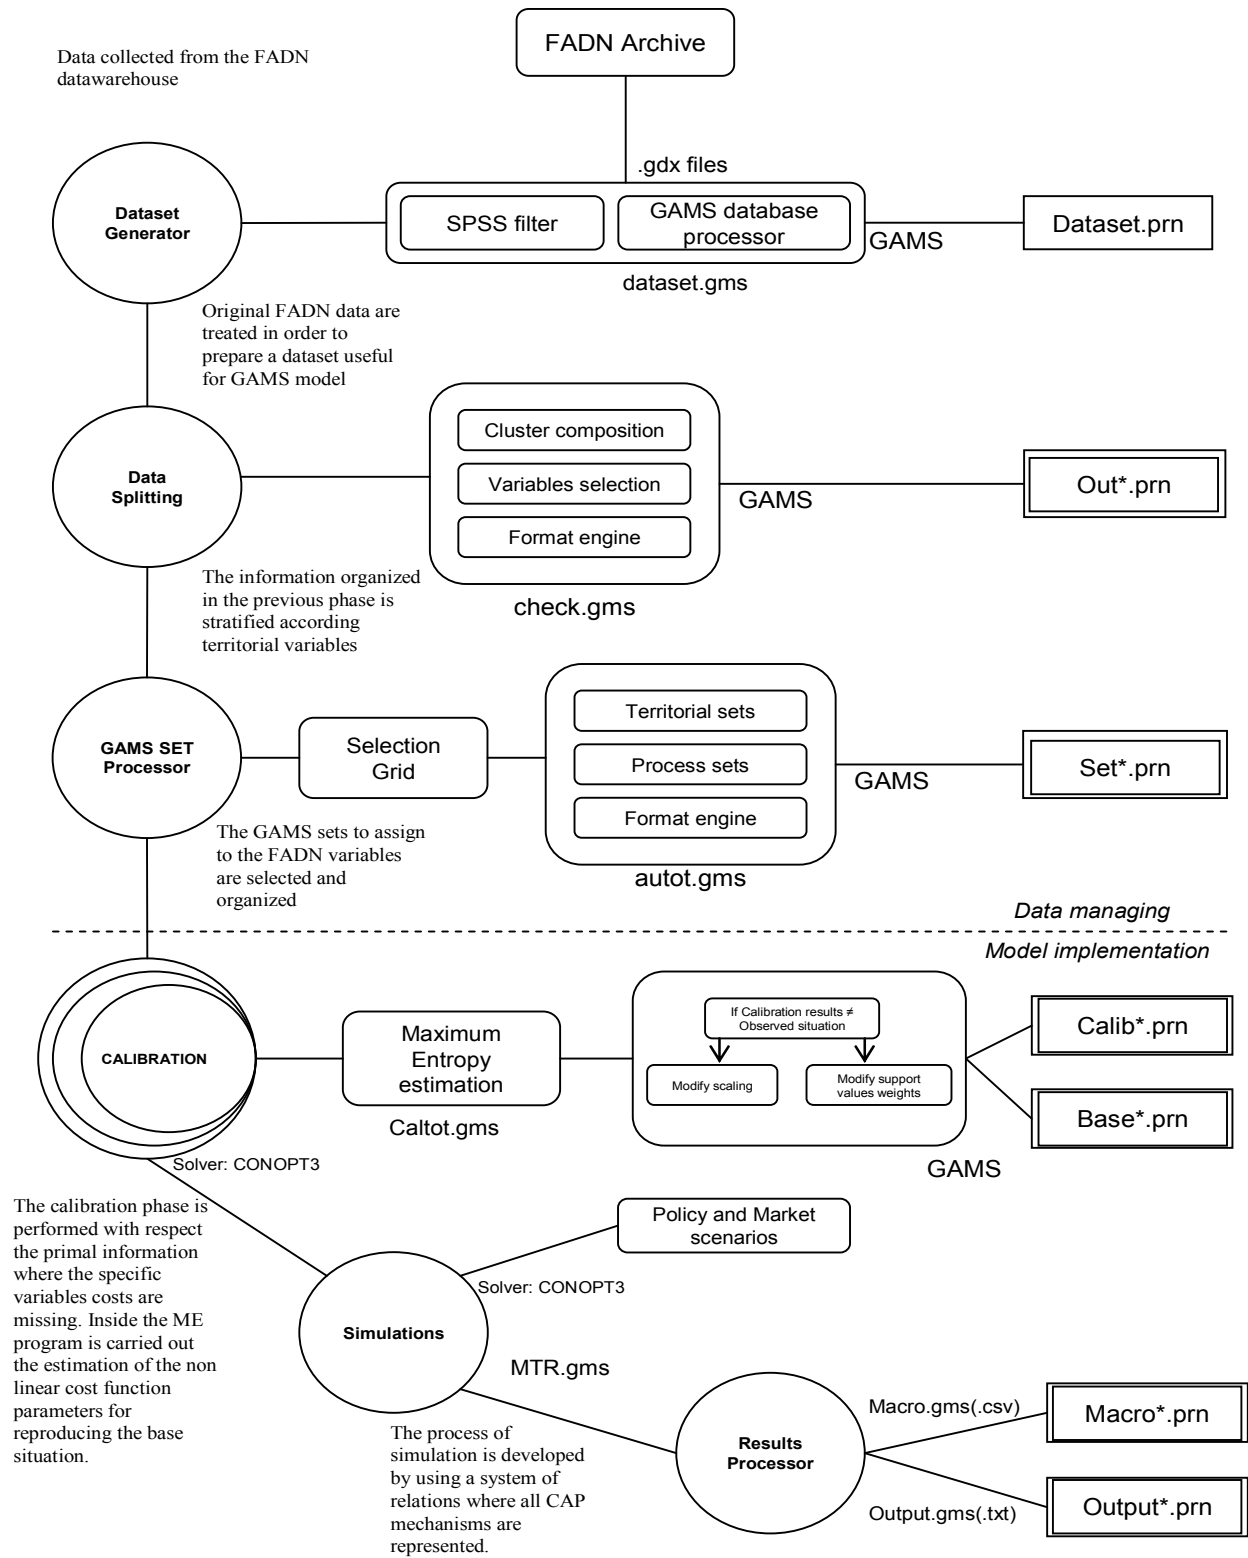 FADN Archive
Data collected from the FADN
datawarehouse
.gdx files
Dataset
Generator
SPSS filter
GAMS database
processor
GAMS
Dataset.prn
dataset.gms
Original FADN data are
treated in order to
prepare a dataset useful
for GAMS model
Data
Splitting
Cluster composition
Variables selection
Format engine
GAMS
Out*.prn
check.gms
The information organized
in the previous phase is
stratified according
territorial variables
GAMS SET
Processor
Selection
Grid
Territorial sets
Process sets
Format engine
GAMS
Set*.prn
autot.gms
The GAMS sets to assign
to the FADN variables
are selected and
organized
Data managing
Model implementation
CALIBRATION
Maximum
Entropy
estimation
Caltot.gms
If Calibration results ≠
Observed situation
Modify scaling
Modify support
values weights
GAMS
Calib*.prn
Base*.prn
Solver: CONOPT3
The calibration phase is
performed with respect
the primal information
where the specific
variables costs are
missing. Inside the ME
program is carried out
the estimation of the non
linear cost function
parameters for
reproducing the base
situation.
Policy and Market
scenarios
Solver: CONOPT3
Simulations
MTR.gms
The process of
simulation is developed
by using a system of
relations where all CAP
mechanisms are
represented.
Results
Processor
Macro.gms(.csv)
Macro*.prn
Output.gms(.txt)
Output*.prn